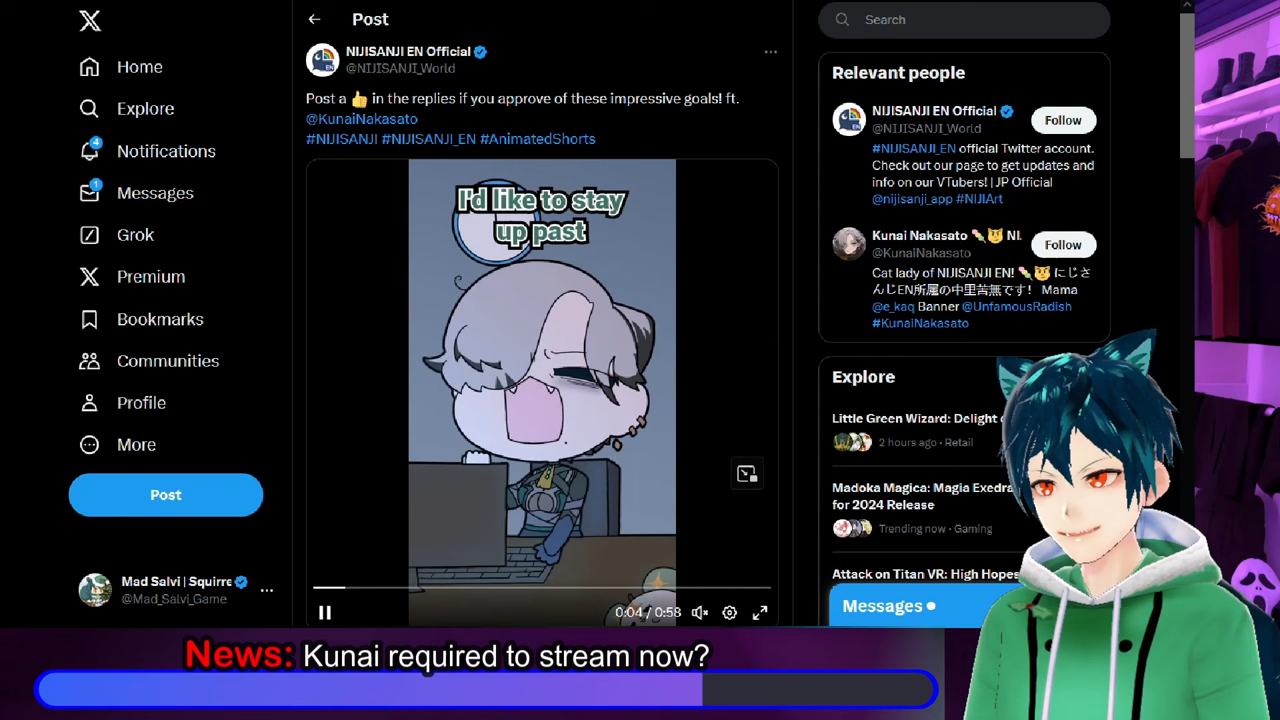 Home
Explore
4
Notifications
1
Messages
Grok
Premium
Bookmarks
Communities
Profile
More
Post
Mad Salvi | Squirre
@Mad_Salvi_Game
Post
NIJISANJI EN Official
@NIJISANJI_World
Post a 👍 in the replies if you approve of these impressive goals! ft.
@KunaiNakasato
#NIJISANJI #NIJISANJI_EN #AnimatedShorts
I'd like to stay
up past
0:04 / 0:58
Search
Relevant people
NIJISANJI EN Official
@NIJISANJI_World
Follow
#NIJISANJI_EN official Twitter account.
Check out our page to get updates and
info on our VTubers! | JP Official
@nijisanji_app #NIJIArt
Kunai Nakasato 🍡😼 NI.
@KunaiNakasato
Follow
Cat lady of NIJISANJI EN! 🍡😼 にじさ
んじEN所属の中里苦無です! Mama
@e_kaq Banner @UnfamousRadish
#KunaiNakasato
Explore
Little Green Wizard: Delight
2 hours ago · Retail
Madoka Magica: Magia Exedra
for 2024 Release
Trending now · Gaming
Attack on Titan VR: High Hopes
Messages
News: Kunai required to stream now?